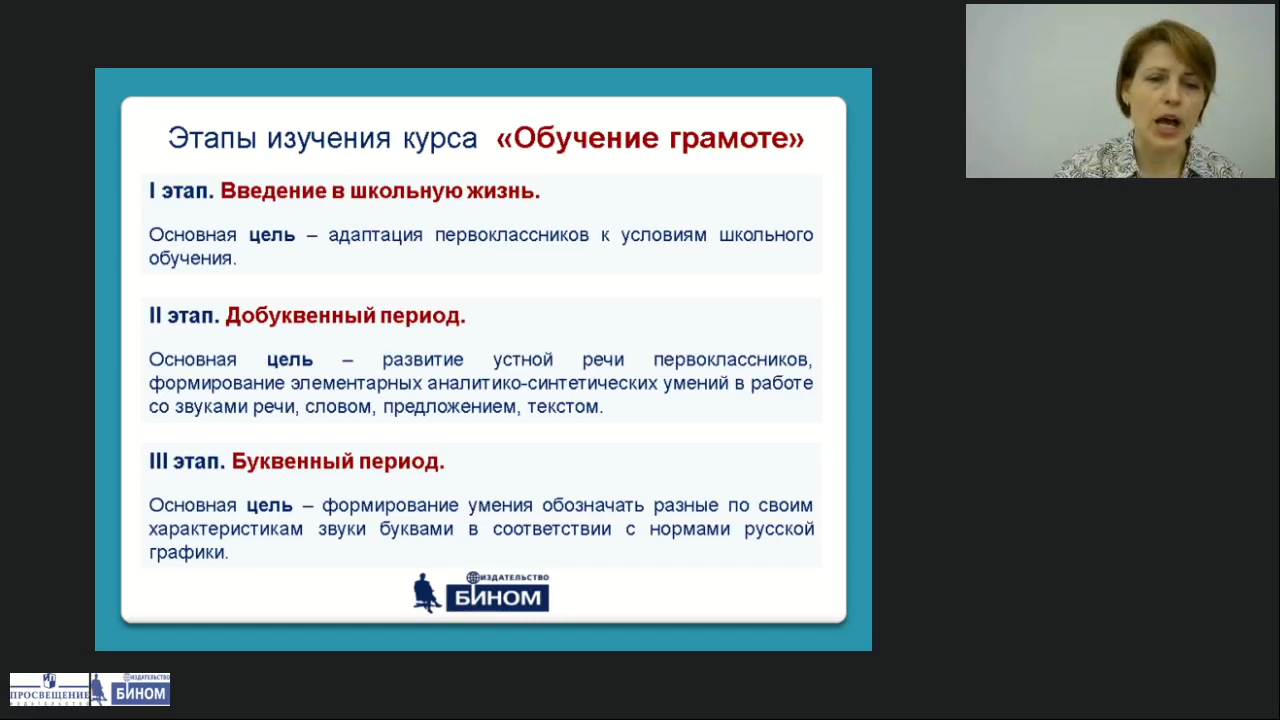 Этапы изучения курса «Обучение грамоте»
I этап. Введение в школьную жизнь.
Основная цель – адаптация первоклассников к условиям школьного
обучения.
II этап. Добуквенный период.
Основная цель – развитие устной речи первоклассников,
формирование элементарных аналитико-синтетических умений в работе
со звуками речи, словом, предложением, текстом.
III этап. Буквенный период.
Основная цель – формирование умения обозначать разные по своим
характеристикам звуки буквами в соответствии с нормами русской
графики.
ИЗДАТЕЛЬСТВО
БИНОМ
ПРОСВЕЩЕНИЕ
ИЗДАТЕЛЬСТВО
ИЗДАТЕЛЬСТВО
БИНОМ